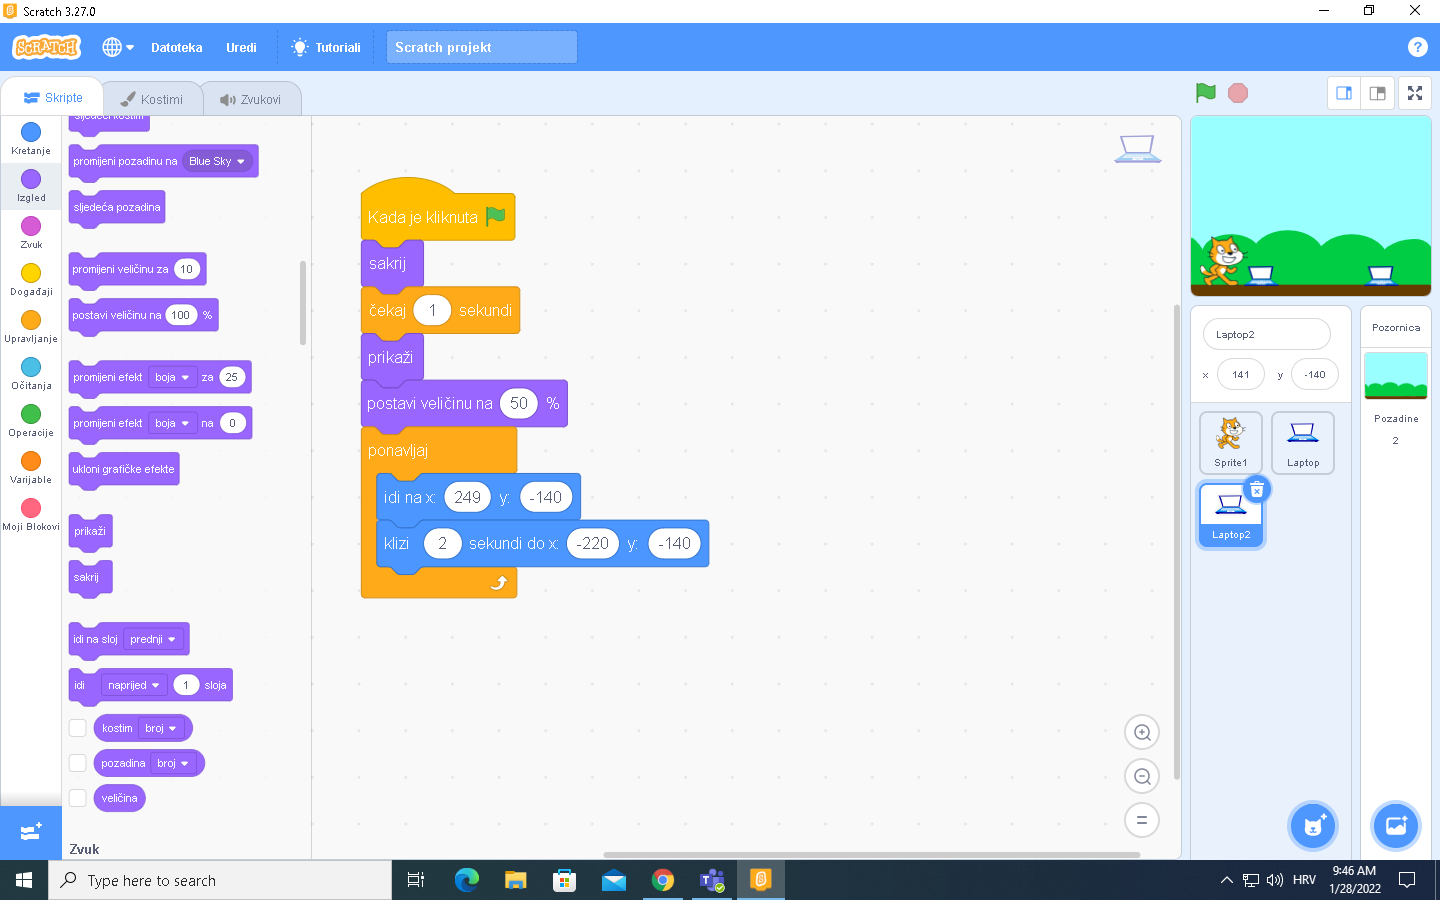 Scratch 3.27.0
SCRATCH
Datoteka
Uredi
Tutoriali
Scratch projekt
?
Skripte
Kostimi
Zvukovi
Kretanje
Izgled
Zvuk
Događaji
Upravljanje
Očitanja
Operacije
Varijable
Moji Blokovi
sljedeći kostim
promijeni pozadinu na Blue Sky
sljedeća pozadina
promijeni veličinu za 10
postavi veličinu na 100 %
promijeni efekt boja za 25
promijeni efekt boja na 0
ukloni grafičke efekte
prikaži
sakrij
idi na sloj prednji
idi naprijed 1 sloja
kostim broj
pozadina broj
veličina
Zvuk
Kada je kliknuta
sakrij
čekaj 1 sekundi
prikaži
postavi veličinu na 50 %
ponavljaj
idi na x: 249 y: -140
klizi 2 sekundi do x: -220 y: -140
Laptop2
x 141 y -140
Sprite1
Laptop
Laptop2
Pozornica
Pozadine
2
Type here to search
HRV
9:46 AM
1/28/2022